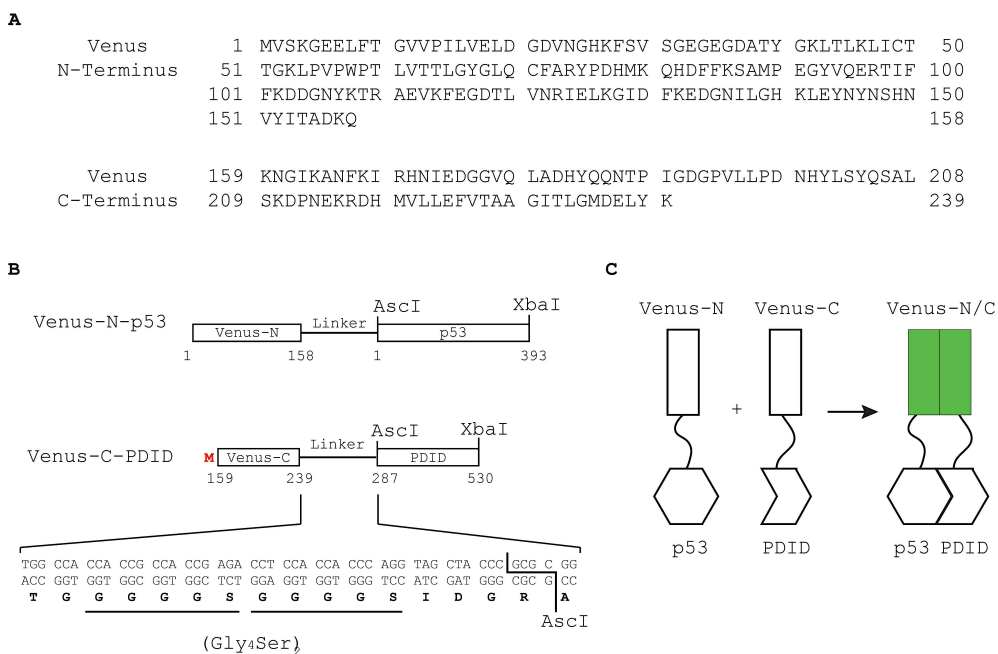 A
Venus 1 MVSKGEELFT GVVPILVELD GDVNGHKFSV SGEGEGDATY GKLTLKLICT 50
N-Terminus 51 TGKLPVPWPT LVTTLGYGLQ CFARYPDHMK QHDFFKSAMP EGYVQERTIF 100
101 FKDDGNYKTR AEVKFEGDTL VNRIELKGID FKEDGNILGH KLEYNYNSHN 150
151 VYITADKQ 158
Venus 159 KNGIKANFKI RHNIEDGGVQ LADHYQQNTP IGDGPVLLPD NHYLSYQSAL 208
C-Terminus 209 SKDPNEKRDH MVLLEFVTAA GITLGMDELY K 239
B
AscI XbaI
Venus-N-p53 Venus-N Linker p53
1 158 1 393
AscI XbaI
Venus-C-PDID M Venus-C Linker PDID
159 239 287 530
TGG CCA CCA CCG CCA CCG AGA CCT CCA CCA CCC AGG TAG CTA CCC GCG C GG
ACC GGT GGT GGC GGT GGC TCT GGA GGT GGT GGG TCC ATC GAT GGG CGC G CC
T G G G G G S G G G G S I D G R A
AscI
(Gly4Ser)2
C
Venus-N Venus-C Venus-N/C
+
p53 PDID p53 PDID